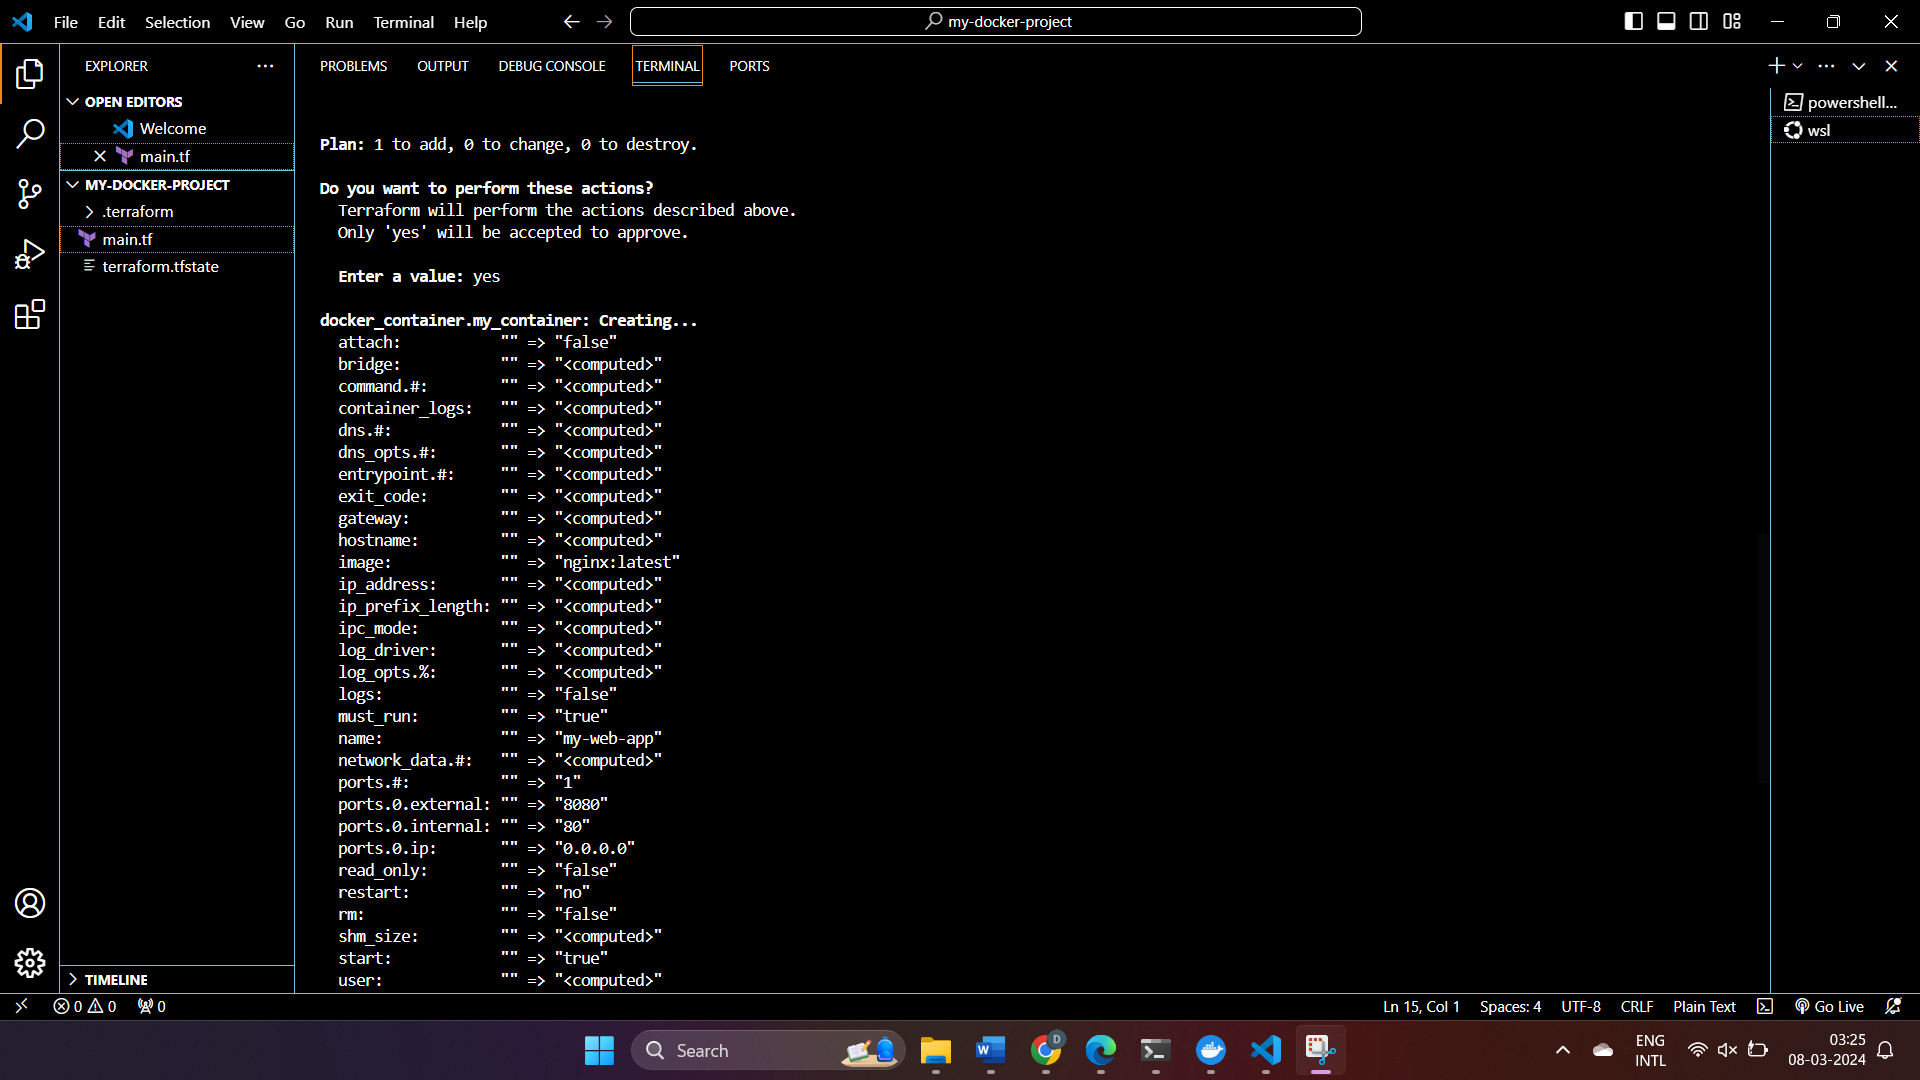 File Edit Selection View Go Run Terminal Help
my-docker-project
EXPLORER
OPEN EDITORS
Welcome
main.tf
MY-DOCKER-PROJECT
.terraform
main.tf
terraform.tfstate
TIMELINE
PROBLEMS OUTPUT DEBUG CONSOLE TERMINAL PORTS
powershell...
wsl
Plan: 1 to add, 0 to change, 0 to destroy.
Do you want to perform these actions?
Terraform will perform the actions described above.
Only 'yes' will be accepted to approve.
Enter a value: yes
docker_container.my_container: Creating...
attach: "" => "false"
bridge: "" => "<computed>"
command.#: "" => "<computed>"
container_logs: "" => "<computed>"
dns.#: "" => "<computed>"
dns_opts.#: "" => "<computed>"
entrypoint.#: "" => "<computed>"
exit_code: "" => "<computed>"
gateway: "" => "<computed>"
hostname: "" => "<computed>"
image: "" => "nginx:latest"
ip_address: "" => "<computed>"
ip_prefix_length: "" => "<computed>"
ipc_mode: "" => "<computed>"
log_driver: "" => "<computed>"
log_opts.%: "" => "<computed>"
logs: "" => "false"
must_run: "" => "true"
name: "" => "my-web-app"
network_data.#: "" => "<computed>"
ports.#: "" => "1"
ports.0.external: "" => "8080"
ports.0.internal: "" => "80"
ports.0.ip: "" => "0.0.0.0"
read_only: "" => "false"
restart: "" => "no"
rm: "" => "false"
shm_size: "" => "<computed>"
start: "" => "true"
user: "" => "<computed>"
0 0 0
Ln 15, Col 1 Spaces: 4 UTF-8 CRLF Plain Text Go Live
Search
D
ENG
INTL
03:25
08-03-2024